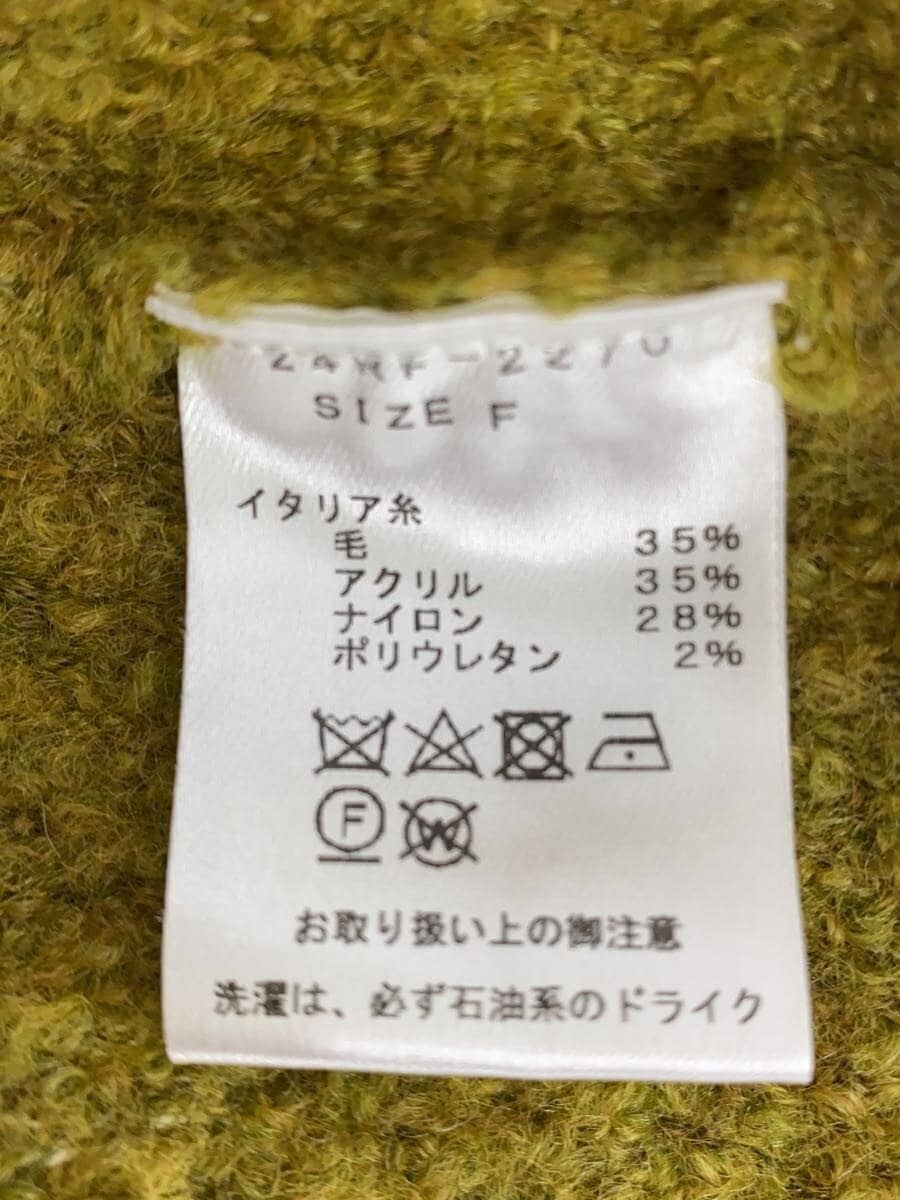 24RF-2270
SIZE F
イタリア糸
毛 35%
アクリル 35%
ナイロン 28%
ポリウレタン 2%
F
W
お取り扱い上の御注意
洗濯は、必ず石油系のドライク